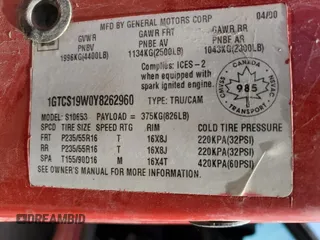 MFD BY GENERAL MOTORS CORP 04/00
GVWR GAWR FRT GAWR RR
PNBV PNBE AV PNBE AR
1996KG(4400LB) 1134KG(2500LB) 1043KG(2300LB)
Complies: ICES-2
when equipped with
spark ignited engine.
CANADA
985
1GTCS19W0Y8262960 TYPE: TRU/CAM
MODEL: S10653 PAYLOAD = 375KG(826LB)
SPCD TIRE SIZE SPEED RTG .RIM COLD TIRE PRESSURE
FRT P235/55R16 T 16X8J 220KPA(32PSI)
RR P235/55R16 T 16X8J 220KPA(32PSI)
SPA T155/90D16 M 16X4T 420KPA(60PSI)
SEE OWNER'S MANUAL FOR MORE INFORMATION.
DREAMBID